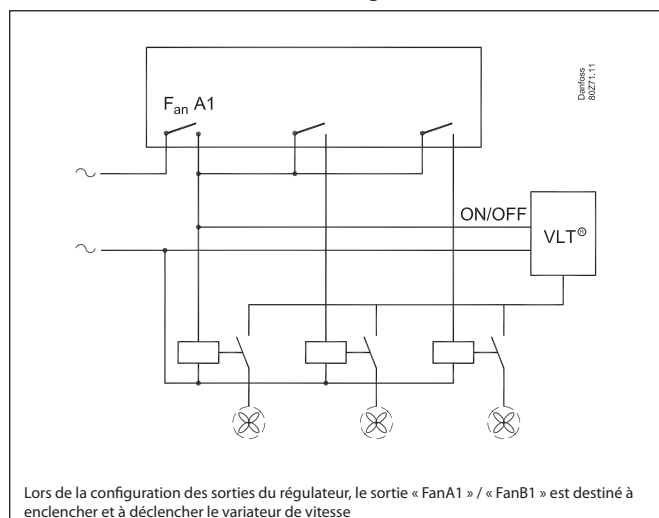 Danfoss
80Z71.11
Fan A1
ON/OFF
VLT®
Lors de la configuration des sorties du régulateur, le sortie « FanA1 » / « FanB1 » est destiné à
enclencher et à déclencher le variateur de vitesse